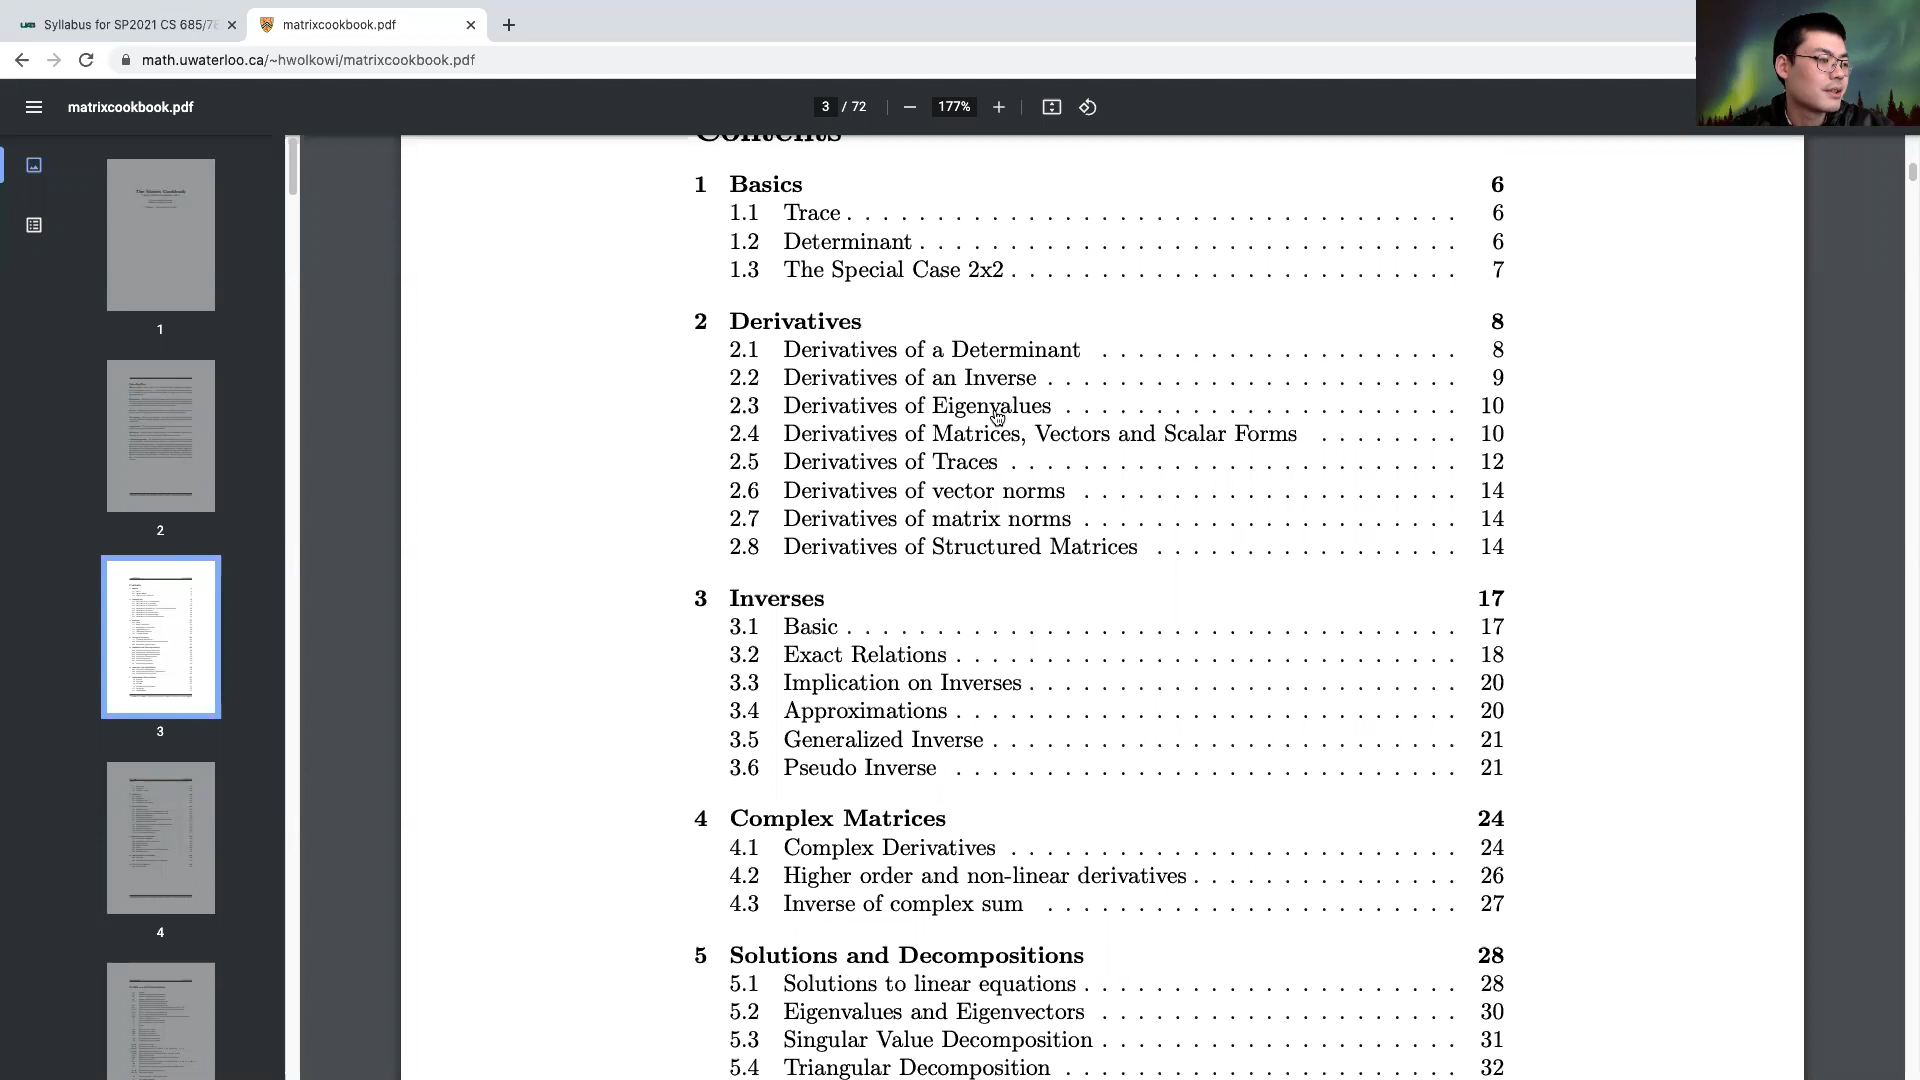 Syllabus for SP2021 CS 685/78
matrixcookbook.pdf
math.uwaterloo.ca/~hwolkowi/matrixcookbook.pdf
matrixcookbook.pdf
3 / 72
177%
Contents
1 Basics 6
1.1 Trace . . . . . . . . . . . . . . . . . . . . . . . . . . . . 6
1.2 Determinant . . . . . . . . . . . . . . . . . . . . . . . . 6
1.3 The Special Case 2x2 . . . . . . . . . . . . . . . . . . . . 7
2 Derivatives 8
2.1 Derivatives of a Determinant . . . . . . . . . . . . . . . . 8
2.2 Derivatives of an Inverse . . . . . . . . . . . . . . . . . . 9
2.3 Derivatives of Eigenvalues . . . . . . . . . . . . . . . . . 10
2.4 Derivatives of Matrices, Vectors and Scalar Forms . . . . . . . . 10
2.5 Derivatives of Traces . . . . . . . . . . . . . . . . . . . . 12
2.6 Derivatives of vector norms . . . . . . . . . . . . . . . . . 14
2.7 Derivatives of matrix norms . . . . . . . . . . . . . . . . . 14
2.8 Derivatives of Structured Matrices . . . . . . . . . . . . . . 14
3 Inverses 17
3.1 Basic . . . . . . . . . . . . . . . . . . . . . . . . . . . . 17
3.2 Exact Relations . . . . . . . . . . . . . . . . . . . . . . 18
3.3 Implication on Inverses . . . . . . . . . . . . . . . . . . . 20
3.4 Approximations . . . . . . . . . . . . . . . . . . . . . . 20
3.5 Generalized Inverse . . . . . . . . . . . . . . . . . . . . 21
3.6 Pseudo Inverse . . . . . . . . . . . . . . . . . . . . . . 21
4 Complex Matrices 24
4.1 Complex Derivatives . . . . . . . . . . . . . . . . . . . . 24
4.2 Higher order and non-linear derivatives . . . . . . . . . . . . 26
4.3 Inverse of complex sum . . . . . . . . . . . . . . . . . . 27
5 Solutions and Decompositions 28
5.1 Solutions to linear equations . . . . . . . . . . . . . . . . 28
5.2 Eigenvalues and Eigenvectors . . . . . . . . . . . . . . . . 30
5.3 Singular Value Decomposition . . . . . . . . . . . . . . . . 31
5.4 Triangular Decomposition . . . . . . . . . . . . . . . . . 32
1
2
3
4